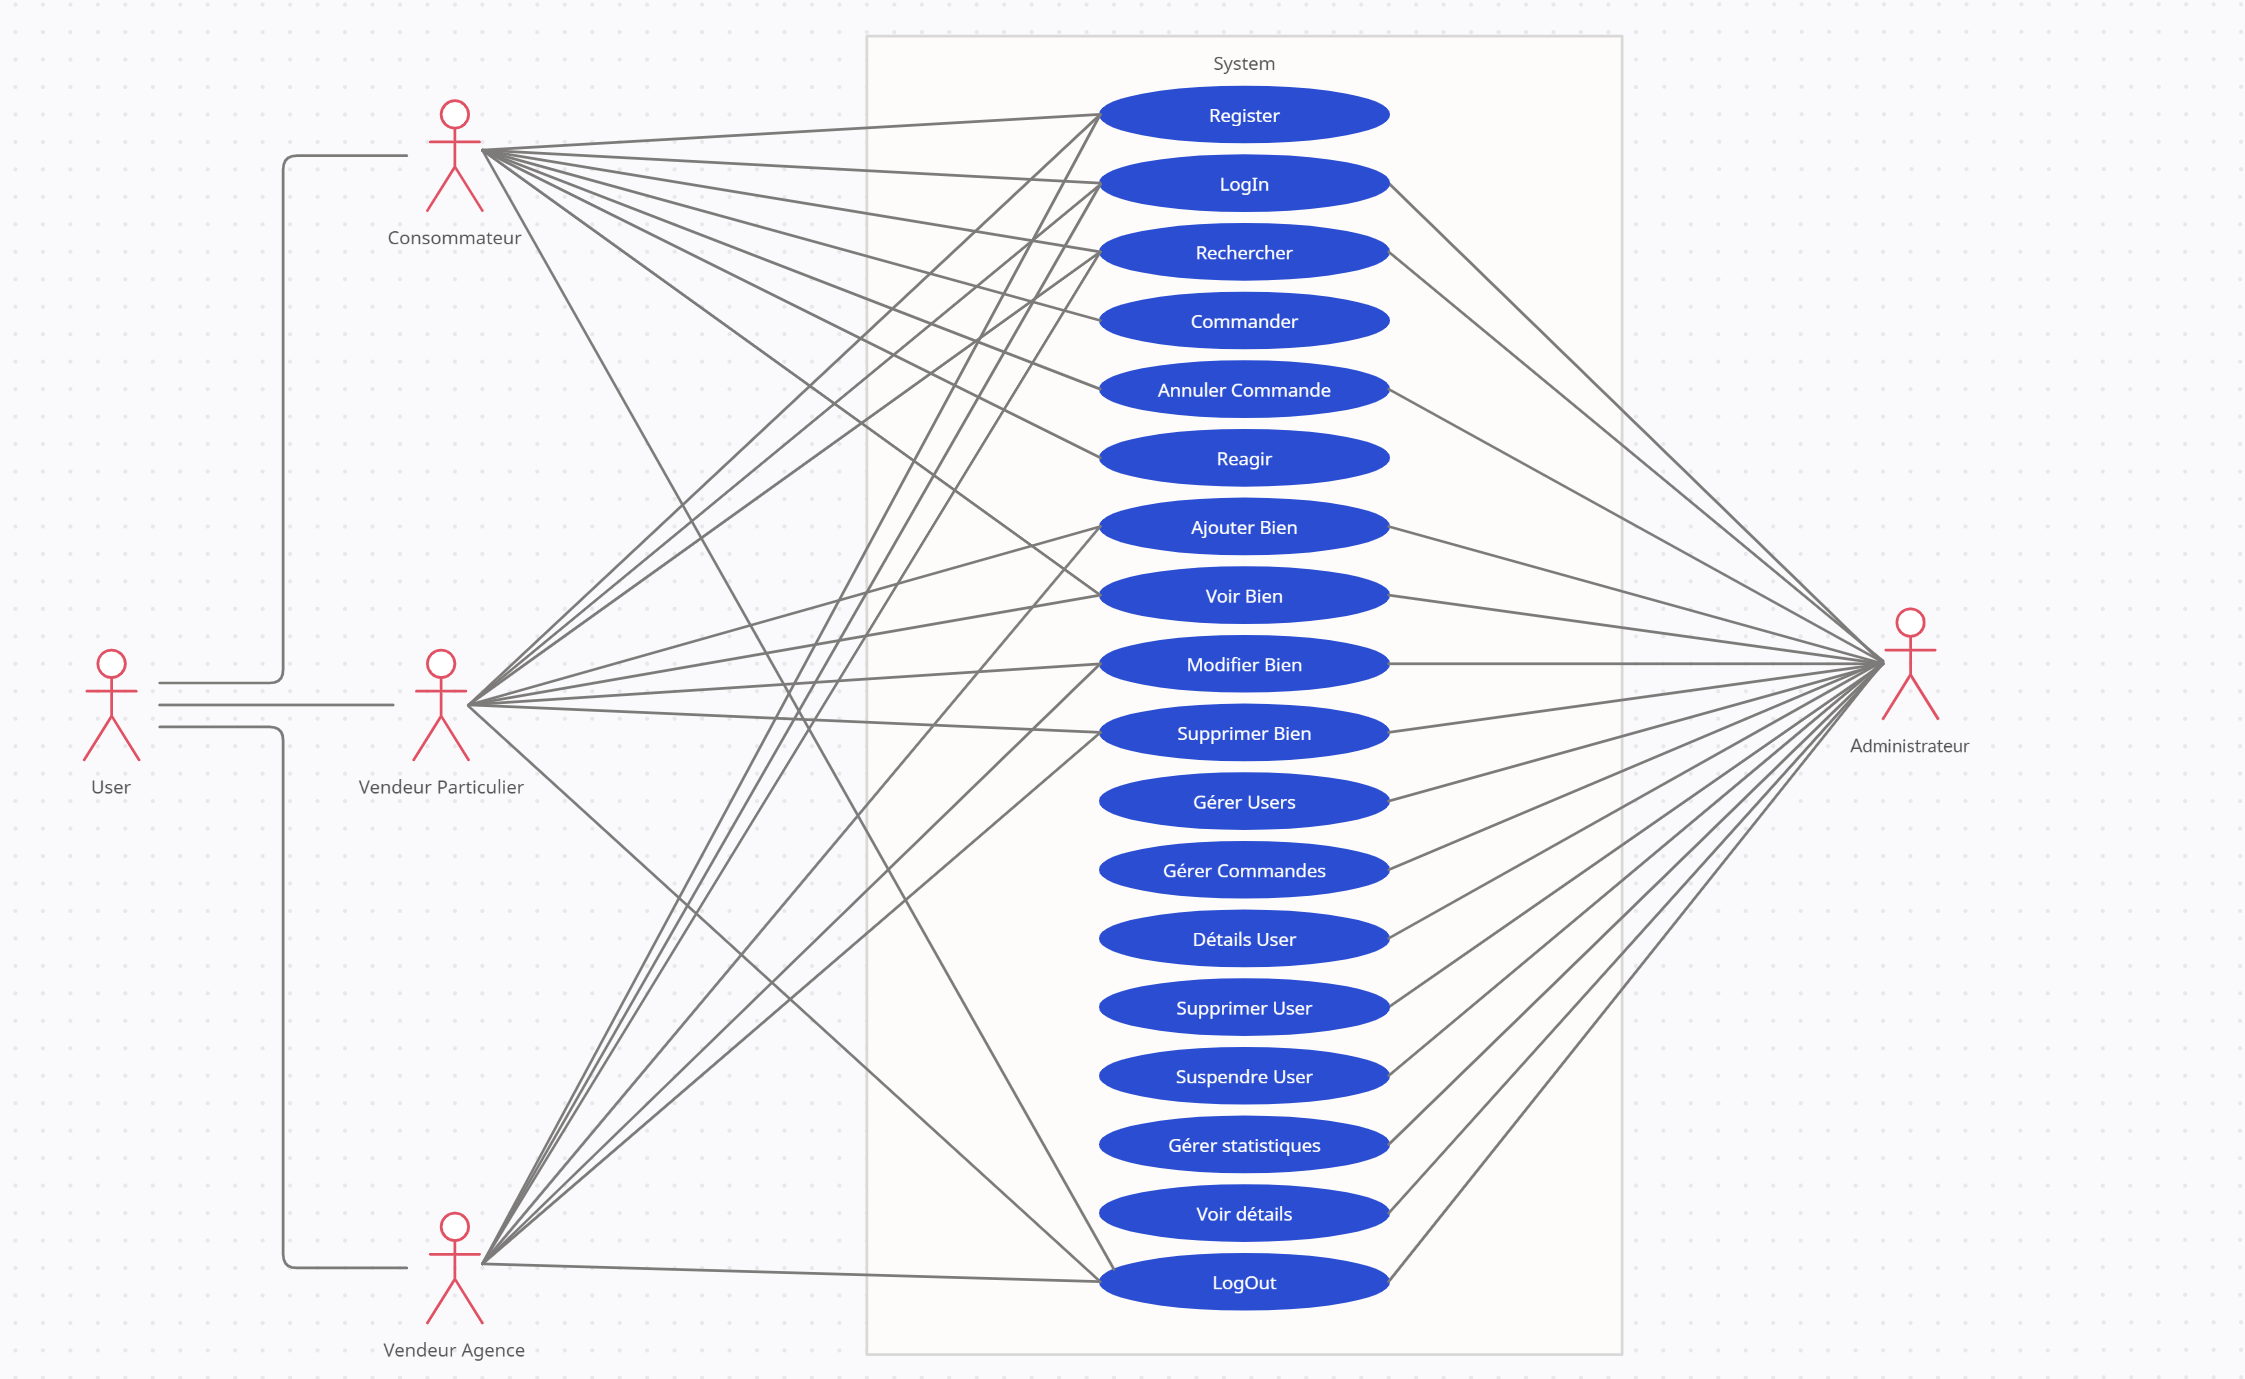 System
Register
LogIn
Rechercher
Commander
Annuler Commande
Reagir
Ajouter Bien
Voir Bien
Modifier Bien
Supprimer Bien
Gérer Users
Gérer Commandes
Détails User
Supprimer User
Suspendre User
Gérer statistiques
Voir détails
LogOut
Consommateur
User
Vendeur Particulier
Vendeur Agence
Administrateur